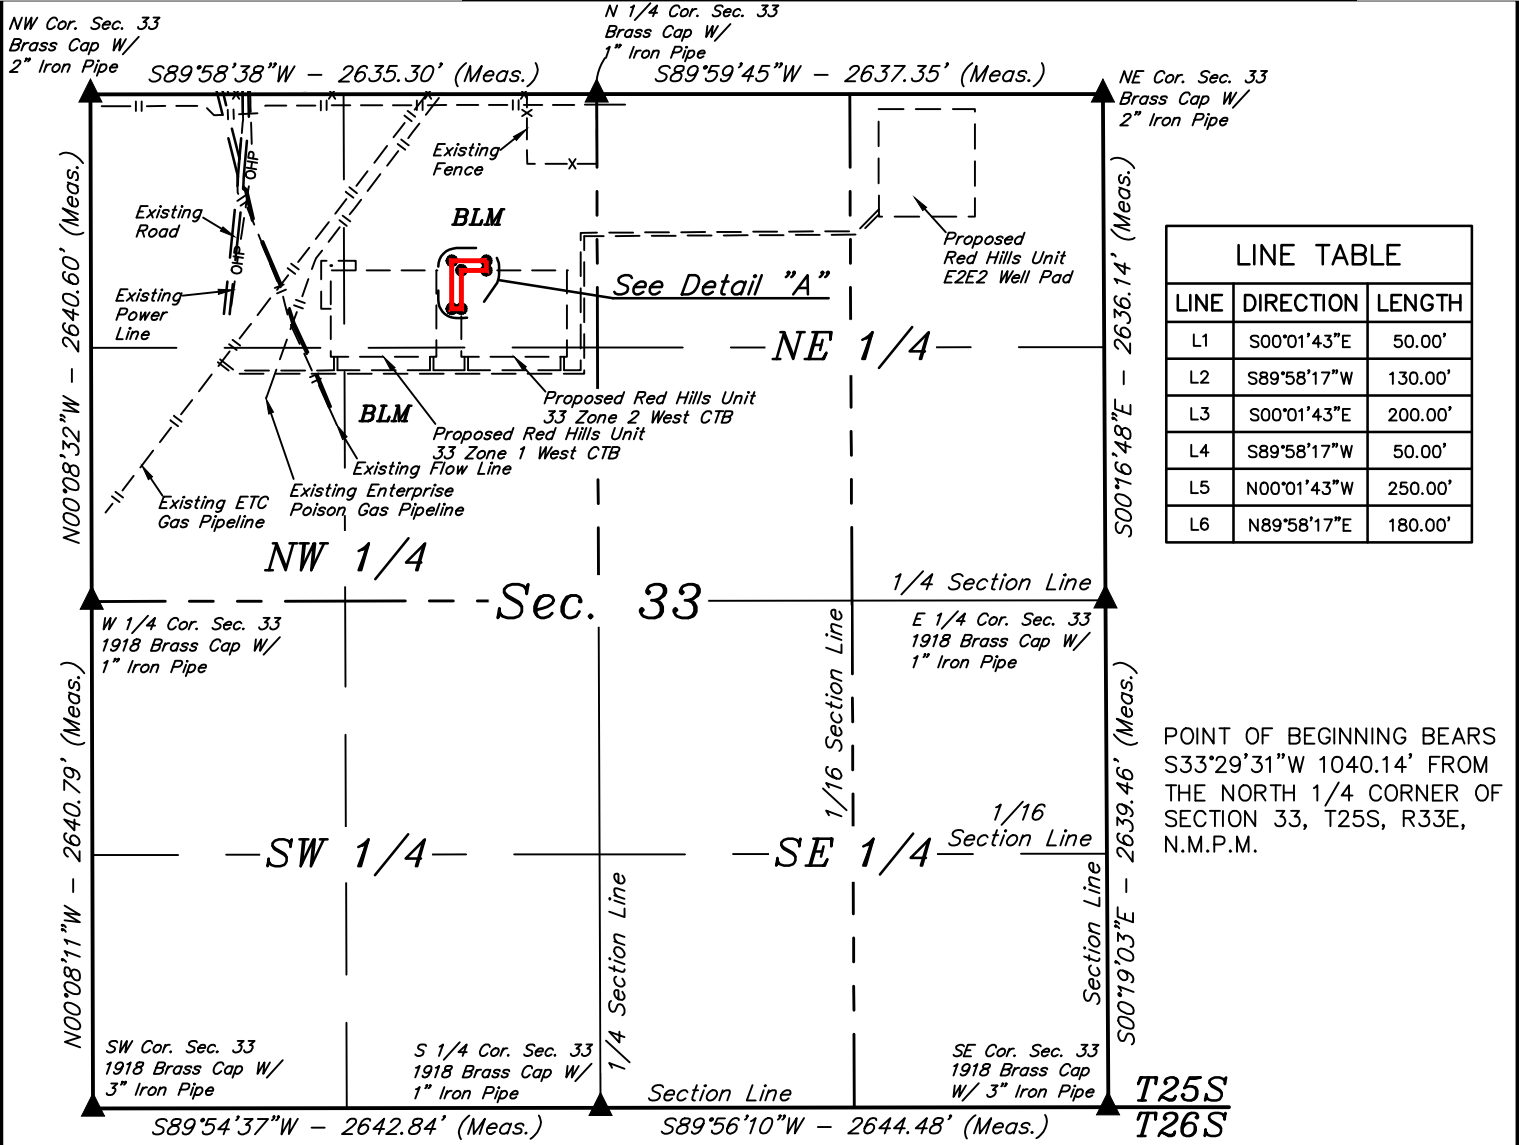 NW Cor. Sec. 33
Brass Cap W/
2" Iron Pipe
N 1/4 Cor. Sec. 33
Brass Cap W/
1" Iron Pipe
NE Cor. Sec. 33
Brass Cap W/
2" Iron Pipe
S89°58'38"W - 2635.30' (Meas.)
S89°59'45"W - 2637.35' (Meas.)
N00°08'32"W - 2640.60' (Meas.)
S00°16'48"E - 2636.14' (Meas.)
OHP
OHP
Existing
Fence
Existing
Road
BLM
Existing
Power
Line
See Detail "A"
Proposed
Red Hills Unit
E2E2 Well Pad
NE 1/4
Proposed Red Hills Unit
33 Zone 2 West CTB
BLM
Proposed Red Hills Unit
33 Zone 1 West CTB
Existing Flow Line
Existing Enterprise
Poison Gas Pipeline
Existing ETC
Gas Pipeline
NW 1/4
LINE TABLE
LINE DIRECTION LENGTH
L1 S00°01'43"E 50.00'
L2 S89°58'17"W 130.00'
L3 S00°01'43"E 200.00'
L4 S89°58'17"W 50.00'
L5 N00°01'43"W 250.00'
L6 N89°58'17"E 180.00'
Sec. 33
1/4 Section Line
W 1/4 Cor. Sec. 33
1918 Brass Cap W/
1" Iron Pipe
E 1/4 Cor. Sec. 33
1918 Brass Cap W/
1" Iron Pipe
N00°08'11"W - 2640.79' (Meas.)
1/16 Section Line
S00°19'03"E - 2639.46' (Meas.)
POINT OF BEGINNING BEARS
S33°29'31"W 1040.14' FROM
THE NORTH 1/4 CORNER OF
SECTION 33, T25S, R33E,
N.M.P.M.
SW 1/4
SE 1/4
1/16
Section Line
1/4 Section Line
Section Line
SW Cor. Sec. 33
1918 Brass Cap W/
3" Iron Pipe
S 1/4 Cor. Sec. 33
1918 Brass Cap W/
1" Iron Pipe
SE Cor. Sec. 33
1918 Brass Cap
W/ 3" Iron Pipe
Section Line
T25S
T26S
S89°54'37"W - 2642.84' (Meas.)
S89°56'10"W - 2644.48' (Meas.)